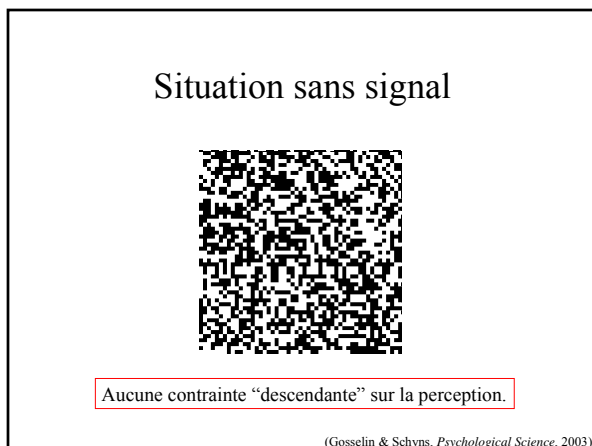 Situation sans signal
Aucune contrainte “descendante” sur la perception.
(Gosselin & Schyns, Psychological Science, 2003)